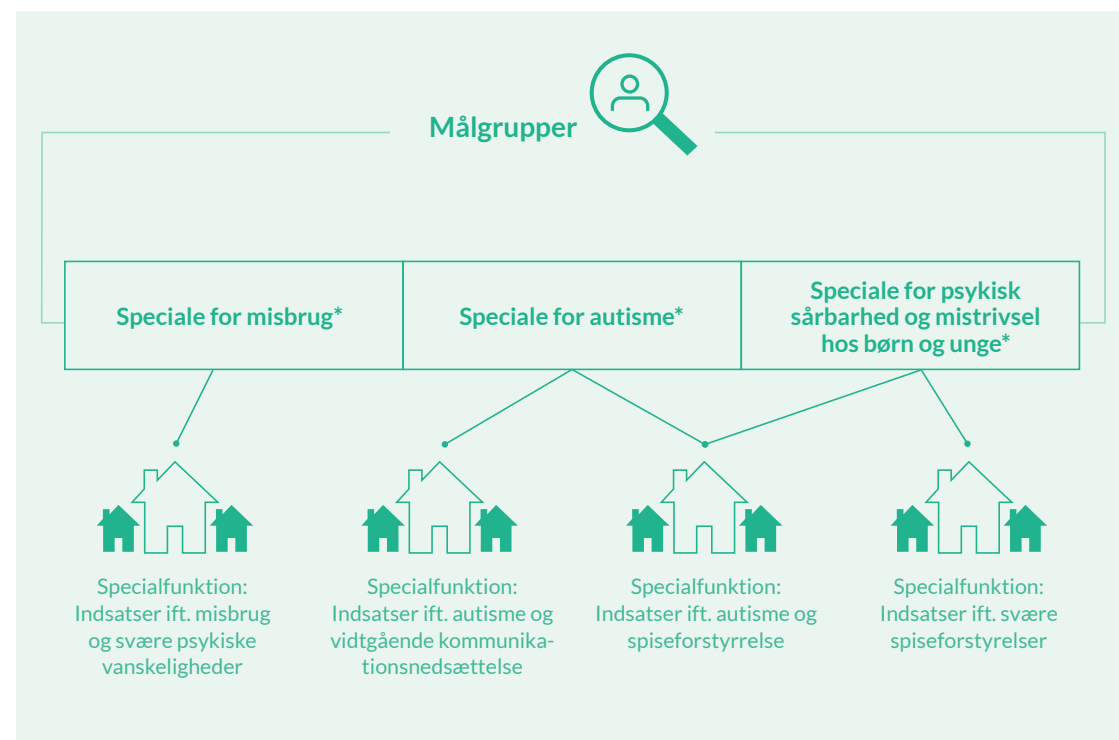 Målgrupper
Speciale for misbrug*
Speciale for autisme*
Speciale for psykisk
sårbarhed og mistrivsel
hos børn og unge*
Specialfunktion:
Indsatser ift. misbrug
og svære psykiske
vanskeligheder
Specialfunktion:
Indsatser ift. autisme og
vidtgående kommunika-
tionsnedsættelse
Specialfunktion:
Indsatser ift. autisme og
spiseforstyrrelse
Specialfunktion:
Indsatser ift. svære
spiseforstyrelser